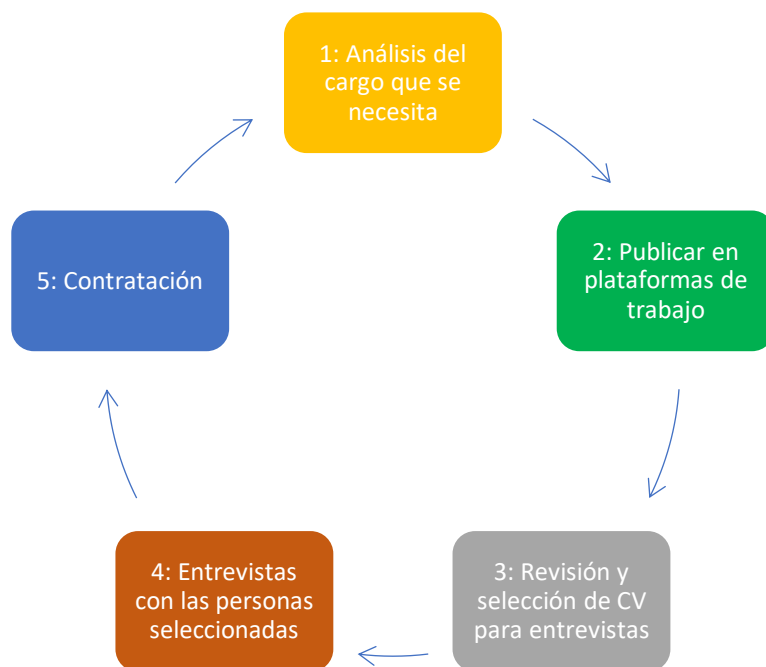 1: Análisis del
cargo que se
necesita
2: Publicar en
plataformas de
trabajo
3: Revisión y
selección de CV
para entrevistas
4: Entrevistas
con las personas
seleccionadas
5: Contratación